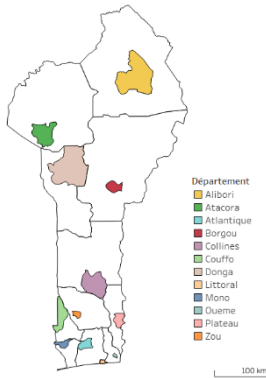 Département
Alibori
Atacora
Atlantique
Borgou
Collines
Couffo
Donga
Littoral
Mono
Oueme
Plateau
Zou
100 km